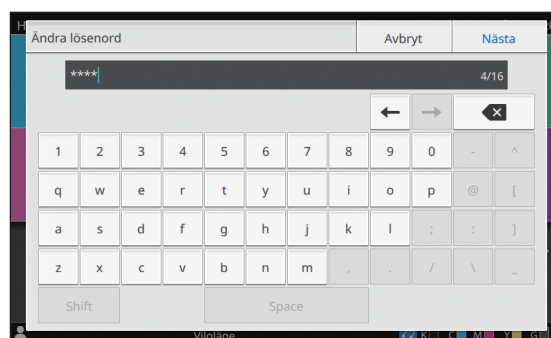 Ändra lösenord Avbryt Nästa
**** 4/16
← →
1 2 3 4 5 6 7 8 9 0 - ^
q w e r t y u i o p @ [
a s d f g h j k l ; : ]
z x c v b n m , . / \ _
Shift Space
Viloläge K C M Y G